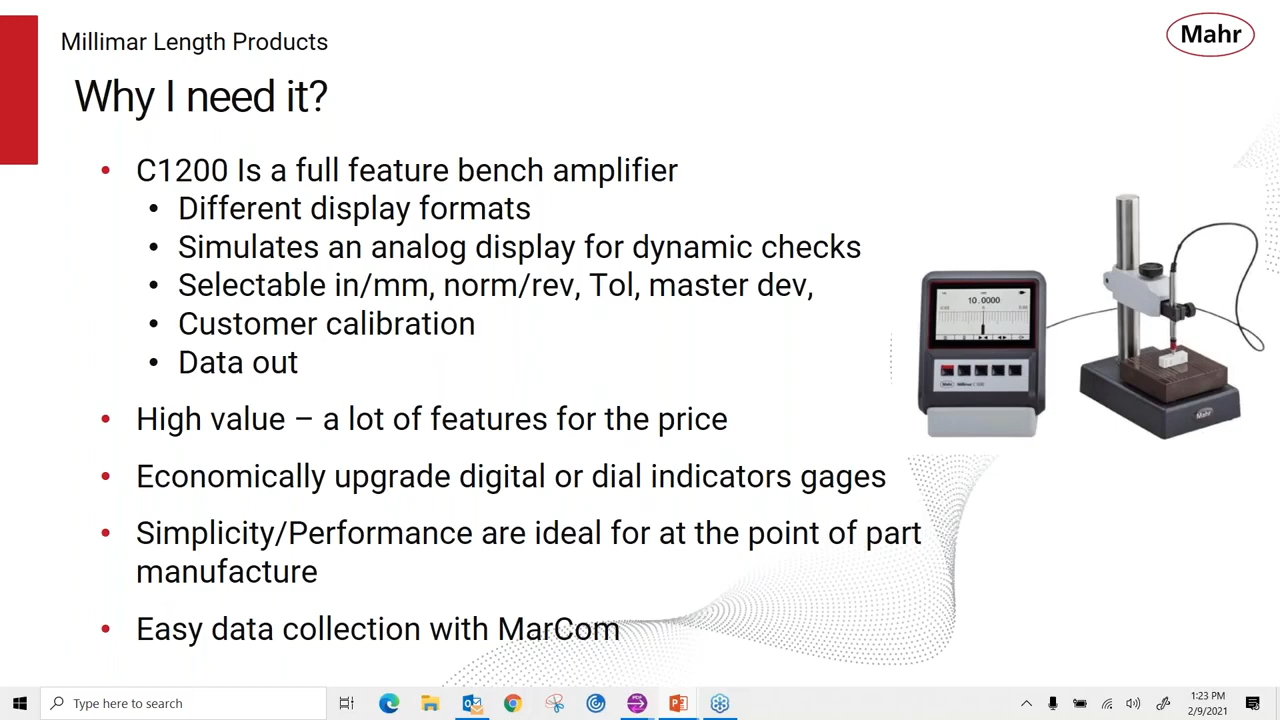 Millimar Length Products
Mahr
Why I need it?
• C1200 Is a full feature bench amplifier
• Different display formats
• Simulates an analog display for dynamic checks
• Selectable in/mm, norm/rev, Tol, master dev,
• Customer calibration
• Data out
• High value – a lot of features for the price
• Economically upgrade digital or dial indicators gages
• Simplicity/Performance are ideal for at the point of part
manufacture
• Easy data collection with MarCom
10.0000
Mahr
Millimar
Mahr
Type here to search
1:23 PM
2/9/2021